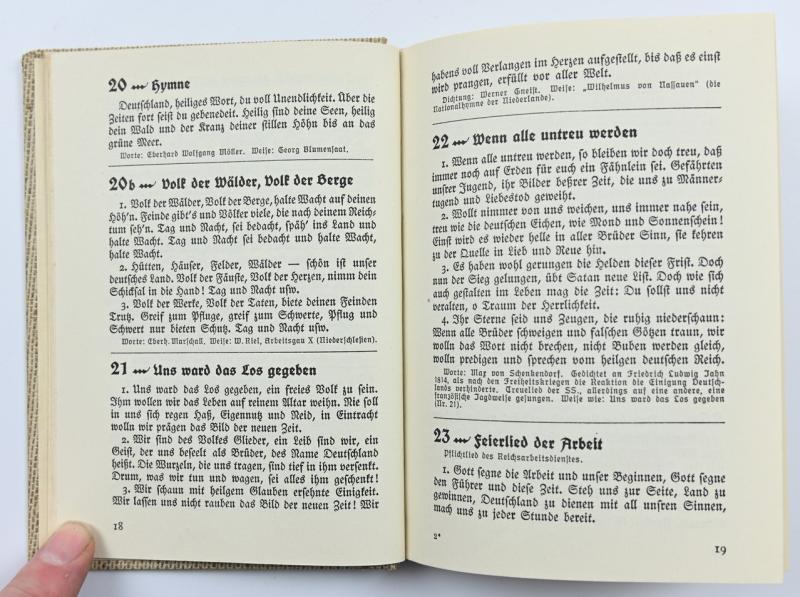 20 Hymne
Deutschland, heiliges Wort, du voll Unendlichkeit. Über die
Zeiten fort seist du gebenedeit. Heilig sind deine Seen, heilig
dein Wald und der Kranz deiner stillen Höhn bis an das
grüne Meer.
Worte: Eberhard Wolfgang Möller. Weise: Georg Blumensaat.
20b Volk der Wälder, Volk der Berge
1. Volk der Wälder, Volk der Berge, halte Wacht auf deinen
Höh'n. Feinde gibt's und Völker viele, die nach deinem Reich-
tum seh'n. Tag und Nacht, sei bedacht, späh' ins Land und
halte Wacht. Tag und Nacht sei bedacht und halte Wacht,
halte Wacht.
2. Hütten, Häuser, Felder, Wälder — schön ist unser
deutsches Land. Volk der Fäuste, Volk der Herzen, nimm dein
Schicksal in die Hand! Tag und Nacht usw.
3. Volk der Werke, Volk der Taten, biete deinen Feinden
Trutz. Greif zum Pfluge, greif zum Schwerte, Pflug und
Schwert nur bieten Schutz. Tag und Nacht usw.
Worte: Eberh. Marschall. Weise: W. Riel, Arbeitsgau X (Niederschlesien).
21 Uns ward das Los gegeben
1. Uns ward das Los gegeben, ein freies Volk zu sein.
Ihm wollen wir das Leben auf reinem Altar weihn. Nie soll
in uns sich regen Haß, Eigennutz und Neid, in Eintracht
wolln wir prägen das Bild der neuen Zeit.
2. Wir sind des Volkes Glieder, ein Leib sind wir, ein
Geist, der uns beseelt als Brüder, des Name Deutschland
heißt. Die Wurzeln, die uns tragen, sind tief in ihm versenkt.
Drum, was wir tun und wagen, sei alles ihm geschenkt!
3. Wir schaun mit heilgem Glauben ersehnte Einigkeit.
Wir lassen uns nicht rauben das Bild der neuen Zeit! Wir
18
habens voll Verlangen im Herzen aufgestellt, bis daß es einst
wird prangen, erfüllt vor aller Welt.
Dichtung: Werner Gneist. Weise: „Wilhelmus von Nassauen" (die
Nationalhymne der Niederlande).
22 Wenn alle untreu werden
1. Wenn alle untreu werden, so bleiben wir doch treu, daß
immer noch auf Erden für euch ein Fähnlein sei. Gefährten
unsrer Jugend, ihr Bilder beßrer Zeit, die uns zu Männer-
tugend und Liebestod geweiht.
2. Wollt nimmer von uns weichen, uns immer nahe sein,
treu wie die deutschen Eichen, wie Mond und Sonnenschein!
Einst wird es wieder helle in aller Brüder Sinn, sie kehren
zu der Quelle in Lieb und Reue hin.
3. Es haben wohl gerungen die Helden dieser Frist. Doch
nun der Sieg gelungen, übt Satan neue List. Doch wie sich
auch gestalten im Leben mag die Zeit: Du sollst uns nicht
veralten, o Traum der Herrlichkeit.
4. Ihr Sterne seid uns Zeugen, die ruhig niederschaun:
Wenn alle Brüder schweigen und falschen Götzen traun, wir
wolln das Wort nicht brechen, nicht Buben werden gleich,
wolln predigen und sprechen vom heilgen deutschen Reich.
Worte: Max von Schenkendorf. Gedichtet an Friedrich Ludwig Jahn
1814, als nach den Freiheitskriegen die Reaktion die Einigung Deutsch-
lands verhinderte. Treuelied der SS., allerdings auf eine andere, eine
französische Jagdweise gesungen. Weise wie: Uns ward das Los gegeben
(Nr. 21).
23 Feierlied der Arbeit
Pflichtlied des Reichsarbeitsdienstes.
1. Gott segne die Arbeit und unser Beginnen, Gott segne
den Führer und diese Zeit. Steh uns zur Seite, Land zu
gewinnen, Deutschland zu dienen mit all unsren Sinnen,
mach uns zu jeder Stunde bereit.
2*
19